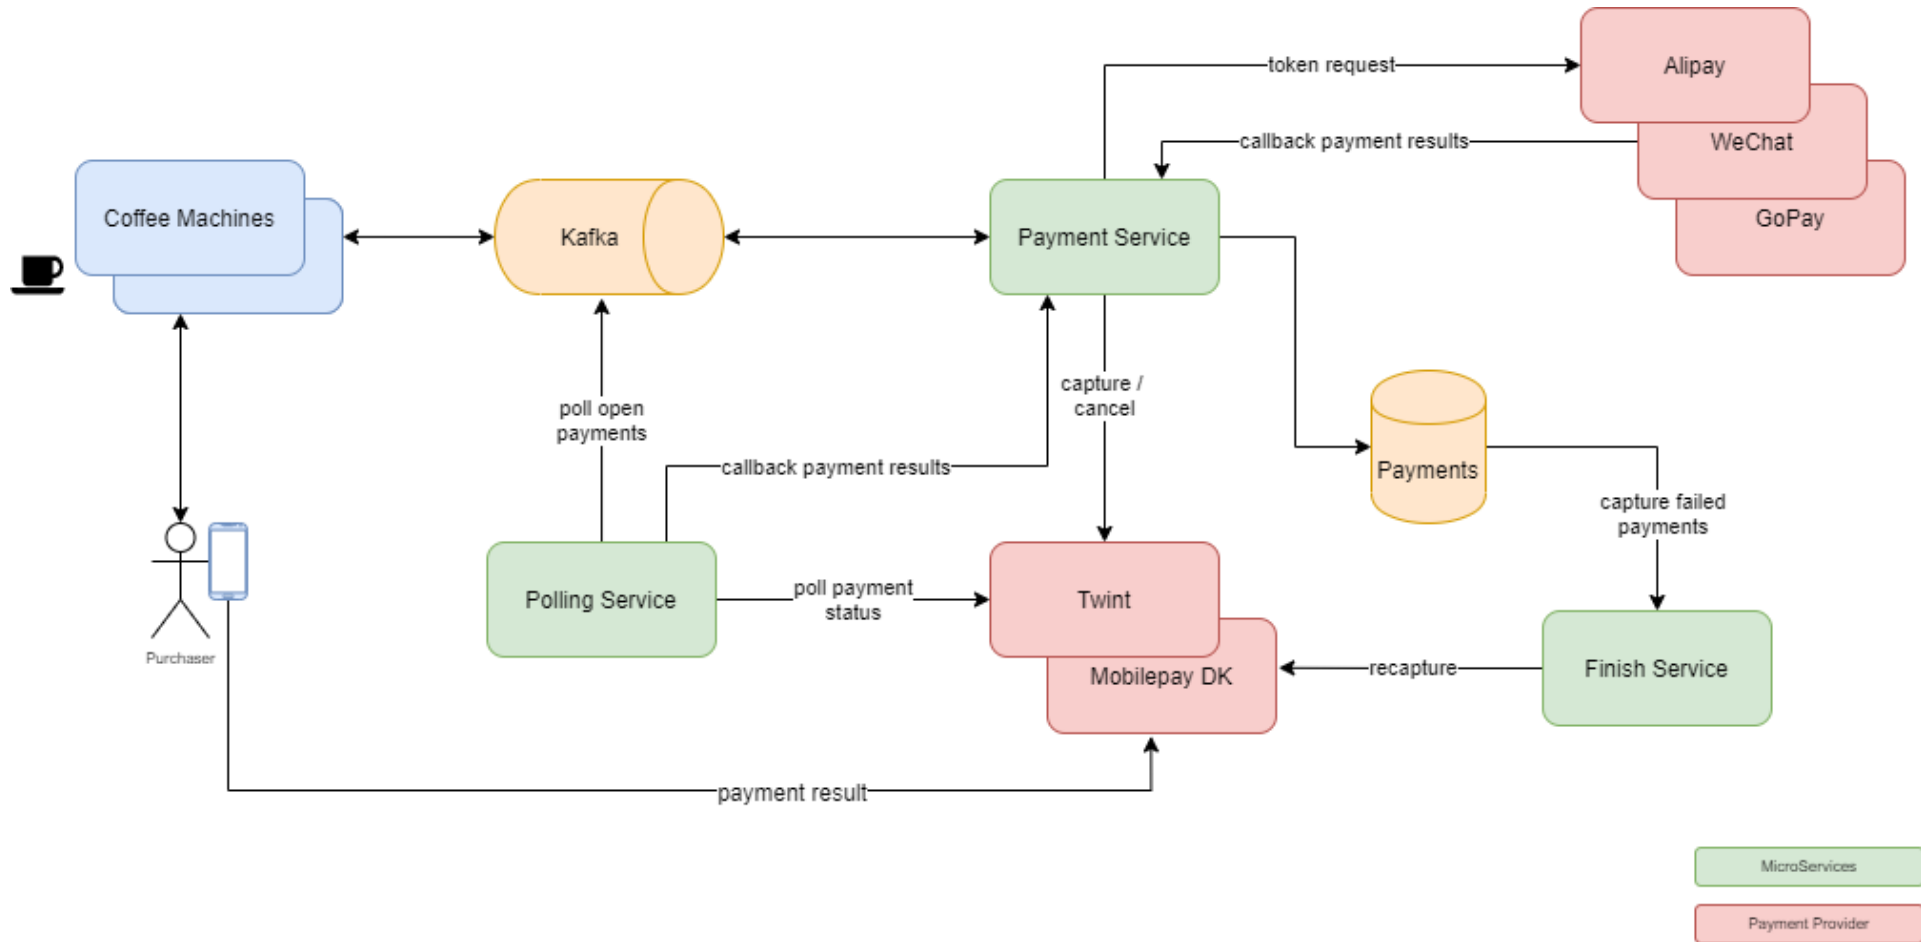 token request
Alipay
callback payment results
WeChat
Coffee Machines
Kafka
Payment Service
GoPay
poll open
payments
capture /
cancel
callback payment results
Payments
capture failed
payments
Polling Service
poll payment
status
Twint
Purchaser
Mobilepay DK
recapture
Finish Service
payment result
MicroServices
Payment Provider